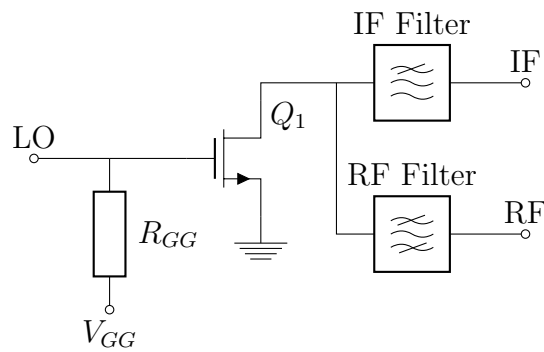 IF Filter
IF
Q1
LO
RF Filter
RF
RGG
VGG